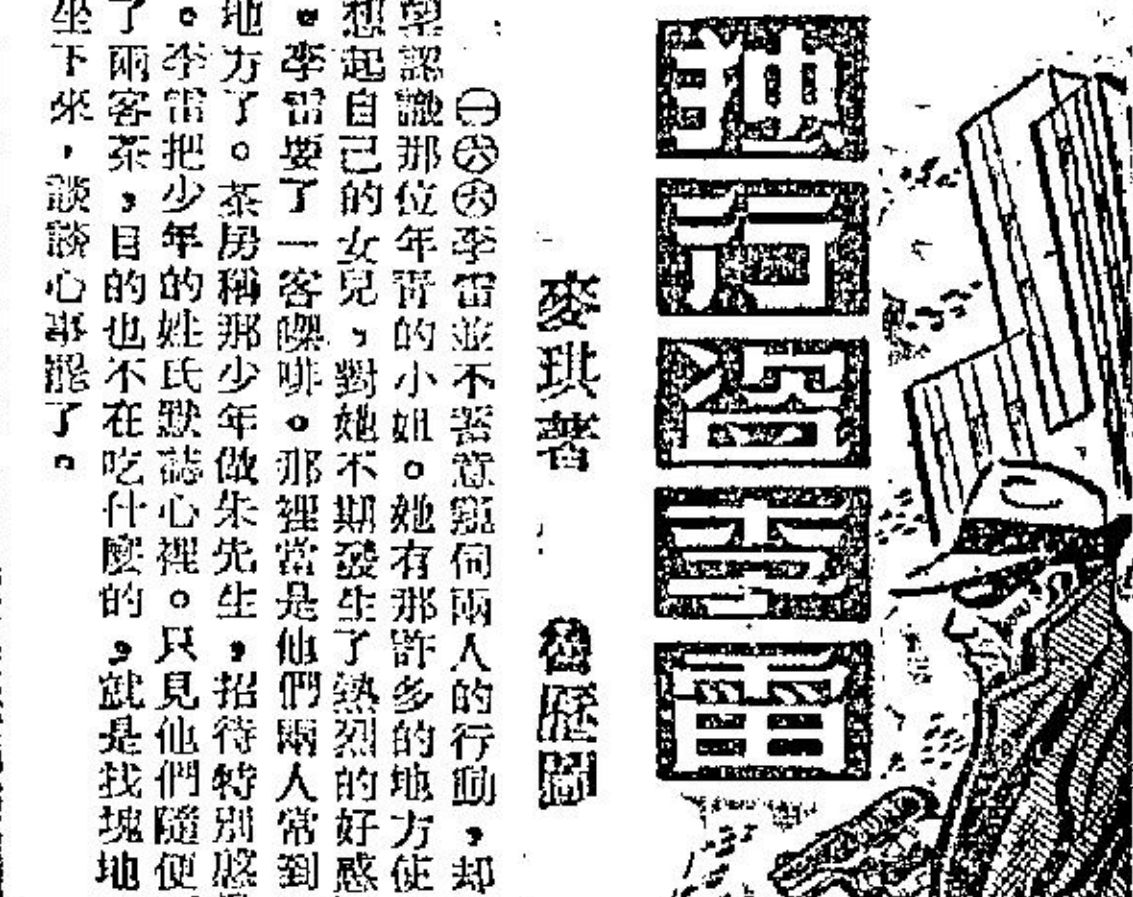 独行盜李雷
麥琪著
㊀㊅㊅李雷並不著意窺伺兩人的行動，却
望認識那位年青的小姐。她有那許多的地方使
想起自己的女兒，對她不期發生了熱烈的好感
。李雷要了一客㗎啡。那裡當是他們兩人常到
地方了。茶房稱那少年做朱先生，招待特別慇
。李雷把少年的姓氏默誌心裡。只見他們隨便
了兩客茶，目的也不在吃什麼的，就是找塊地
坐下來，談談心事罷了。